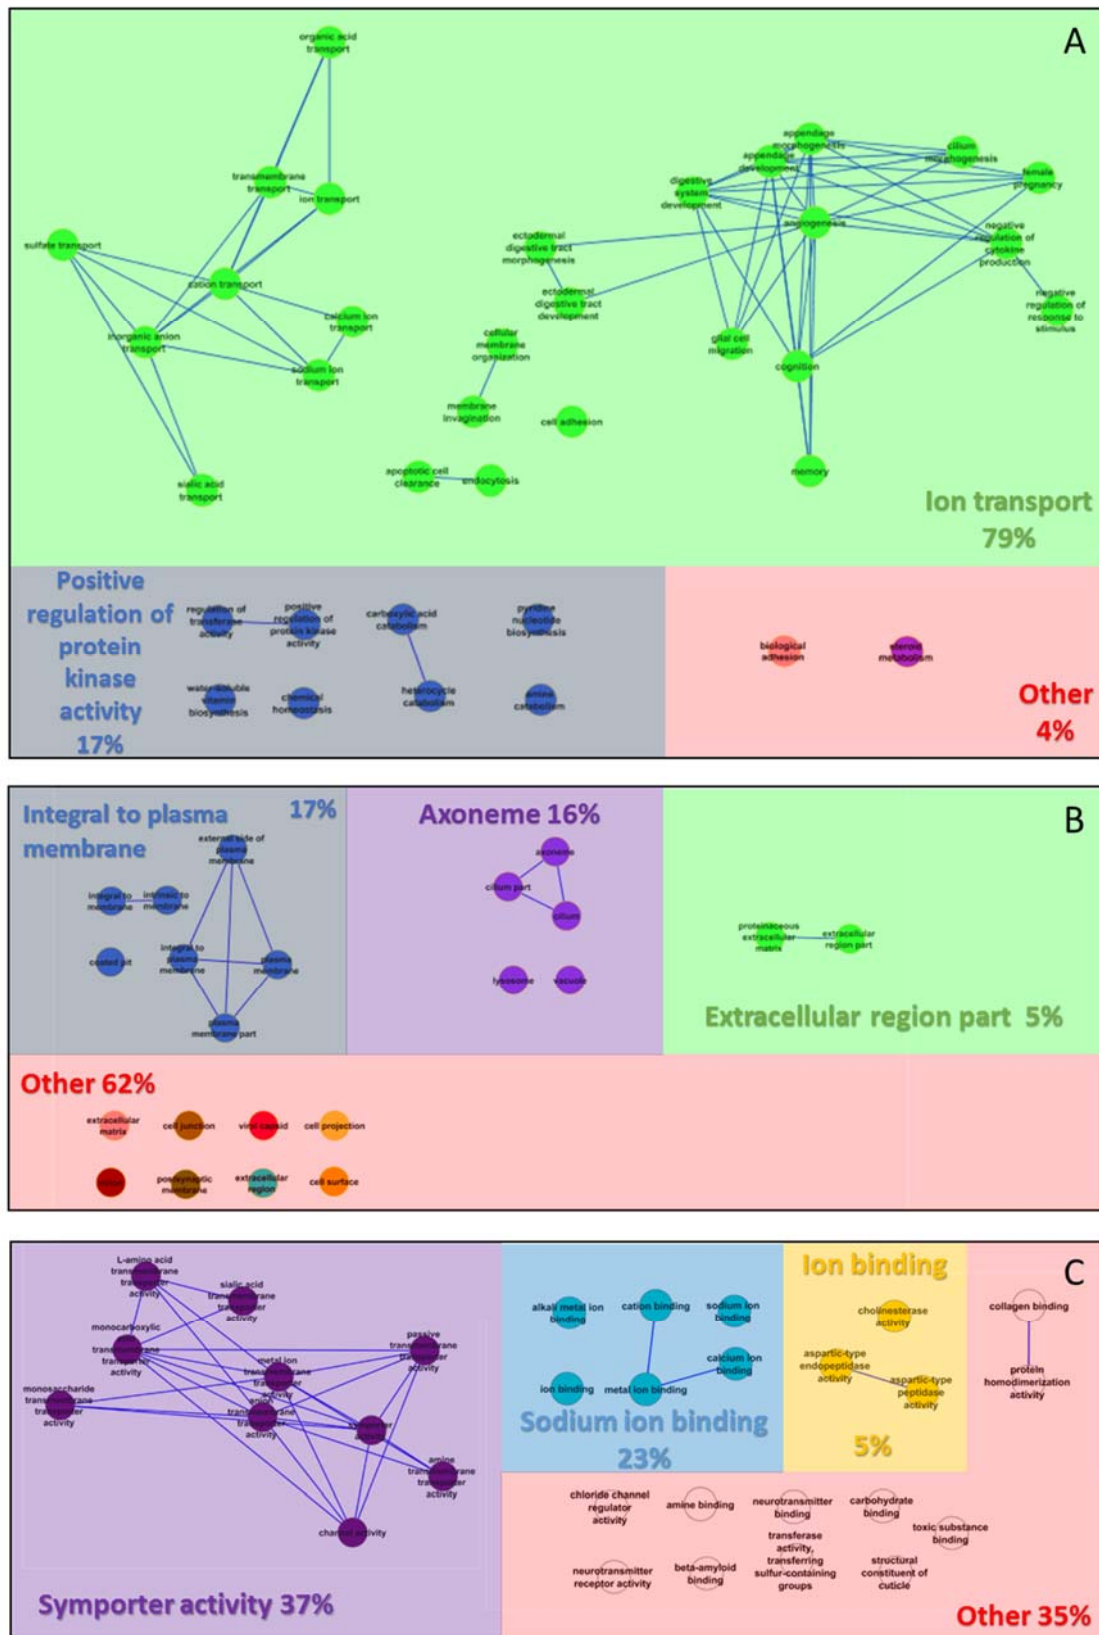 A
organic acid
transport
transmembrane
transport
ion transport
sulfate transport
cation transport
calcium ion
transport
inorganic anion
transport
sodium ion
transport
sialic acid
transport
ectodermal
digestive tract
morphogenesis
ectodermal
digestive tract
development
cellular
membrane
organization
membrane
invagination
cell adhesion
apoptotic cell
clearance
endocytosis
appendage
morphogenesis
appendage
development
cilium
morphogenesis
digestive
system
development
female
pregnancy
angiogenesis
negative
regulation of
cytokine
production
negative
regulation of
response to
stimulus
glial cell
migration
cognition
memory
Ion transport
79%
Positive
regulation of
protein
kinase
activity
17%
regulation of
transferase
activity
positive
regulation of
protein kinase
activity
carboxylic acid
catabolism
pyridine
nucleotide
biosynthesis
water-soluble
vitamin
biosynthesis
chemical
homeostasis
heterocycle
catabolism
amine
catabolism
biological
adhesion
steroid
metabolism
Other
4%
B
Integral to plasma
membrane
17%
external side of
plasma
membrane
integral to
membrane
intrinsic to
membrane
coated pit
integral to
plasma
membrane
plasma
membrane
plasma
membrane part
Axoneme 16%
axoneme
cilium part
cilium
lysosome
vacuole
proteinaceous
extracellular
matrix
extracellular
region part
Extracellular region part 5%
Other 62%
extracellular
matrix
cell junction
viral capsid
cell projection
postsynaptic
membrane
extracellular
region
cell surface
C
L-amino acid
transmembrane
transporter
activity
sialic acid
transmembrane
transporter
activity
monocarboxylic
transmembrane
transporter
activity
passive
transmembrane
transporter
activity
metal ion
transmembrane
transporter
activity
monosaccharide
transmembrane
transporter
activity
anion
transmembrane
transporter
activity
symporter
activity
amine
transmembrane
transporter
activity
channel activity
Symporter activity 37%
alkali metal ion
binding
cation binding
sodium ion
binding
calcium ion
binding
ion binding
metal ion binding
Sodium ion binding
23%
Ion binding
cholinesterase
activity
aspartic-type
endopeptidase
activity
aspartic-type
peptidase
activity
5%
collagen binding
protein
homodimerization
activity
chloride channel
regulator
activity
amine binding
neurotransmitter
binding
carbohydrate
binding
toxic substance
binding
neurotransmitter
receptor activity
beta-amyloid
binding
transferase
activity,
transferring
sulfur-containing
groups
structural
constituent of
cuticle
Other 35%